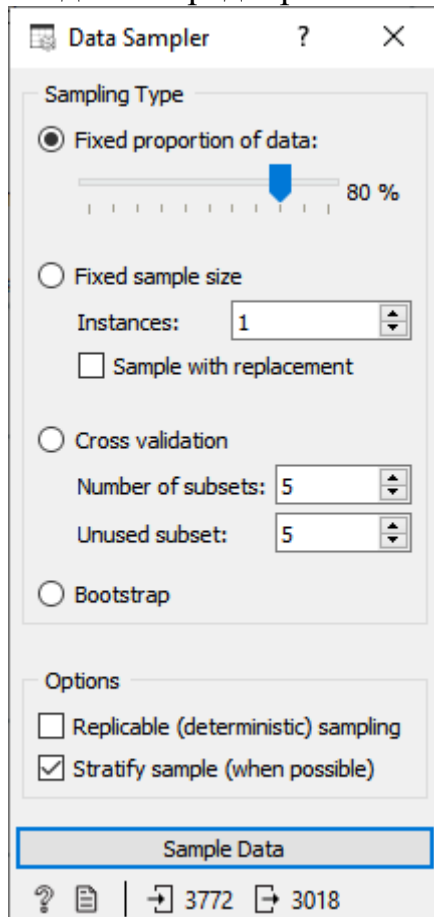 Data Sampler ? ×
Sampling Type
Fixed proportion of data:
80 %
Fixed sample size
Instances: 1
Sample with replacement
Cross validation
Number of subsets: 5
Unused subset: 5
Bootstrap
Options
Replicable (deterministic) sampling
Stratify sample (when possible)
Sample Data
? 3772 3018